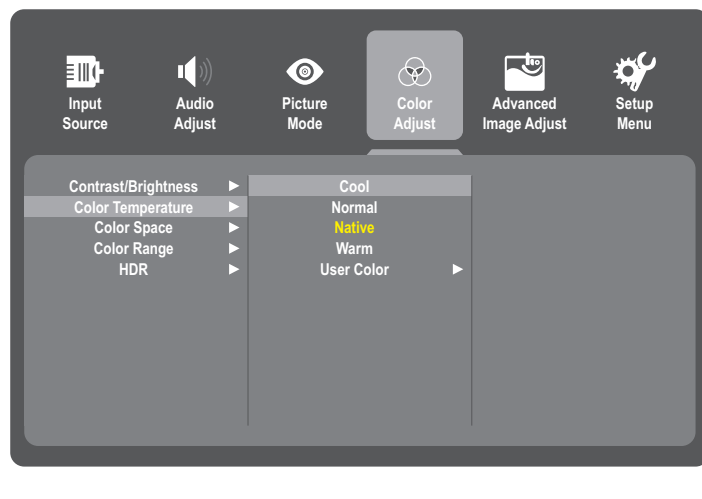 Input
Source
Audio
Adjust
Picture
Mode
Color
Adjust
Advanced
Image Adjust
Setup
Menu
Contrast/Brightness
Color Temperature
Color Space
Color Range
HDR
Cool
Normal
Native
Warm
User Color